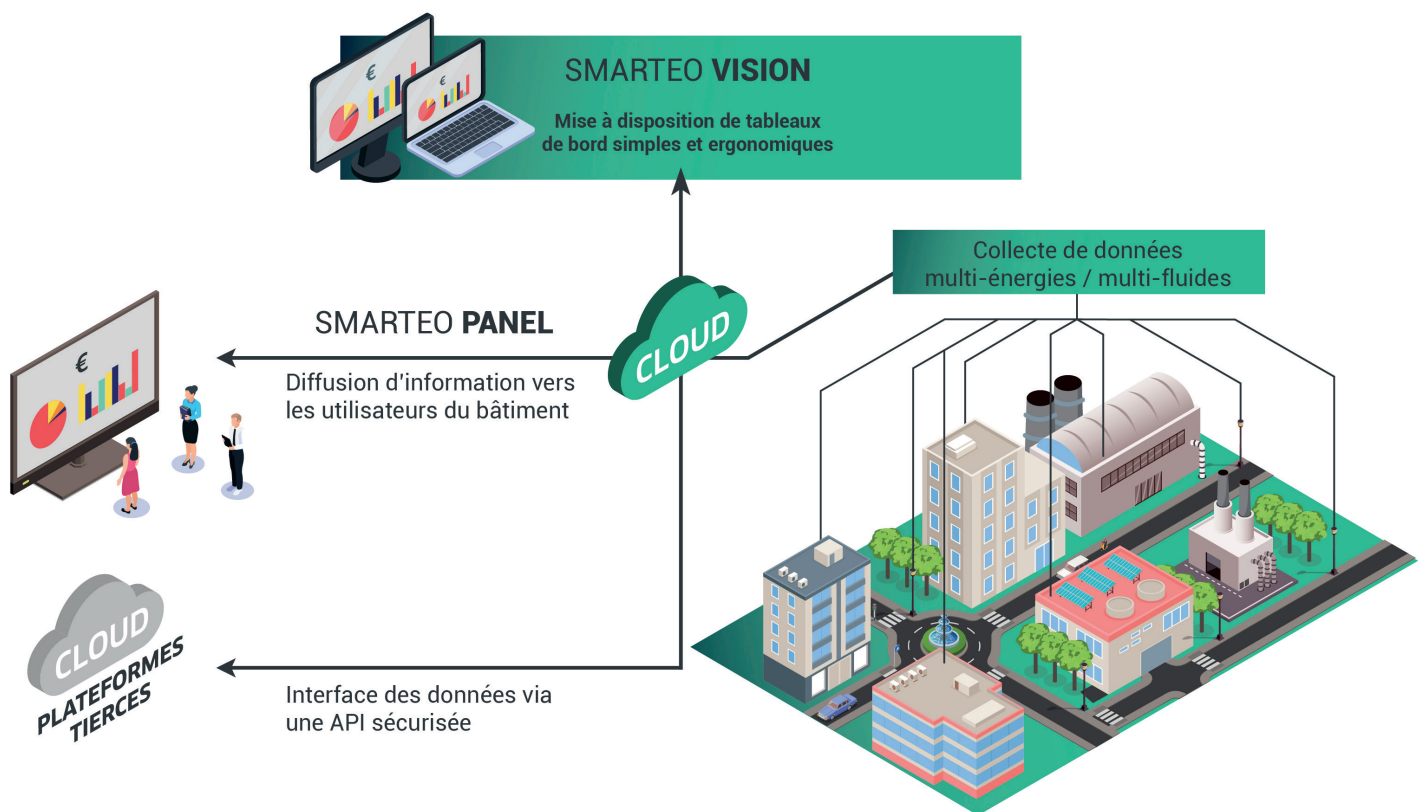 SMARTEO VISION
€
€
Mise à disposition de tableaux
de bord simples et ergonomiques
Collecte de données
multi-énergies / multi-fluides
CLOUD
SMARTEO PANEL
€
Diffusion d'information vers
les utilisateurs du bâtiment
CLOUD
PLATEFORMES
TIERCES
Interface des données via
une API sécurisée